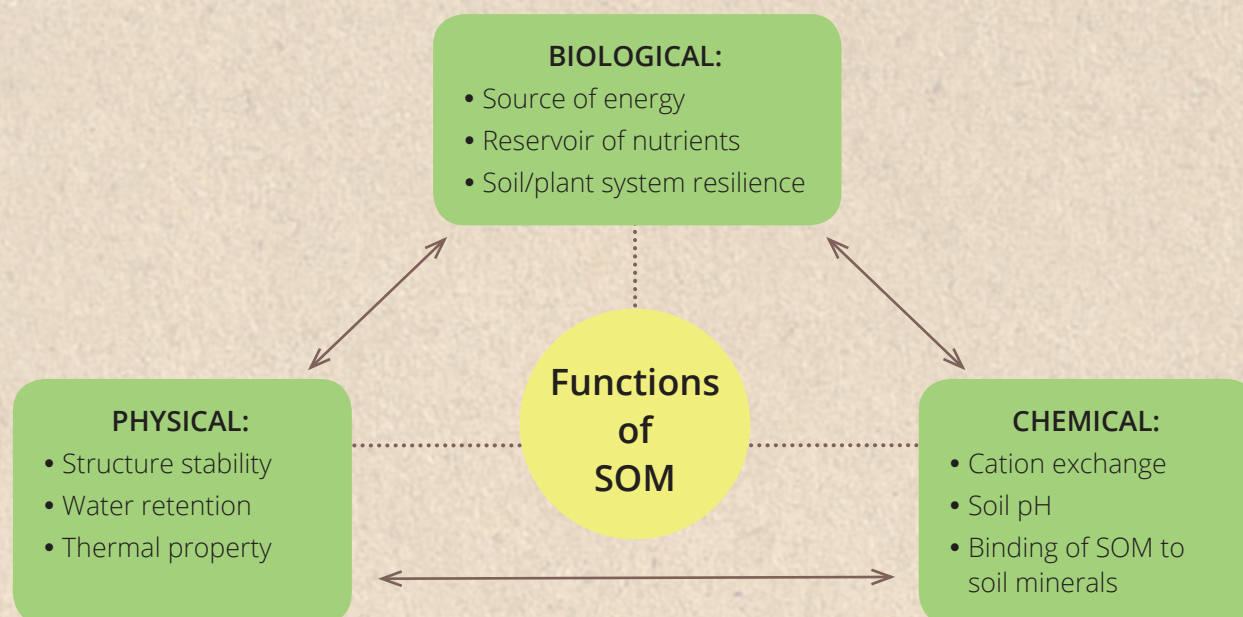 BIOLOGICAL:
• Source of energy
• Reservoir of nutrients
• Soil/plant system resilience
Functions
of
SOM
PHYSICAL:
• Structure stability
• Water retention
• Thermal property
CHEMICAL:
• Cation exchange
• Soil pH
• Binding of SOM to
soil minerals